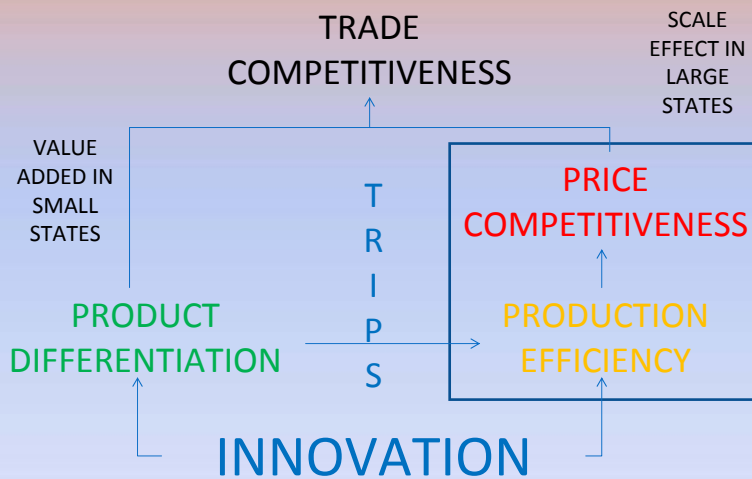 TRADE
COMPETITIVENESS
SCALE
EFFECT IN
LARGE
STATES
VALUE
ADDED IN
SMALL
STATES
T
R
I
P
S
PRICE
COMPETITIVENESS
PRODUCT
DIFFERENTIATION
PRODUCTION
EFFICIENCY
INNOVATION